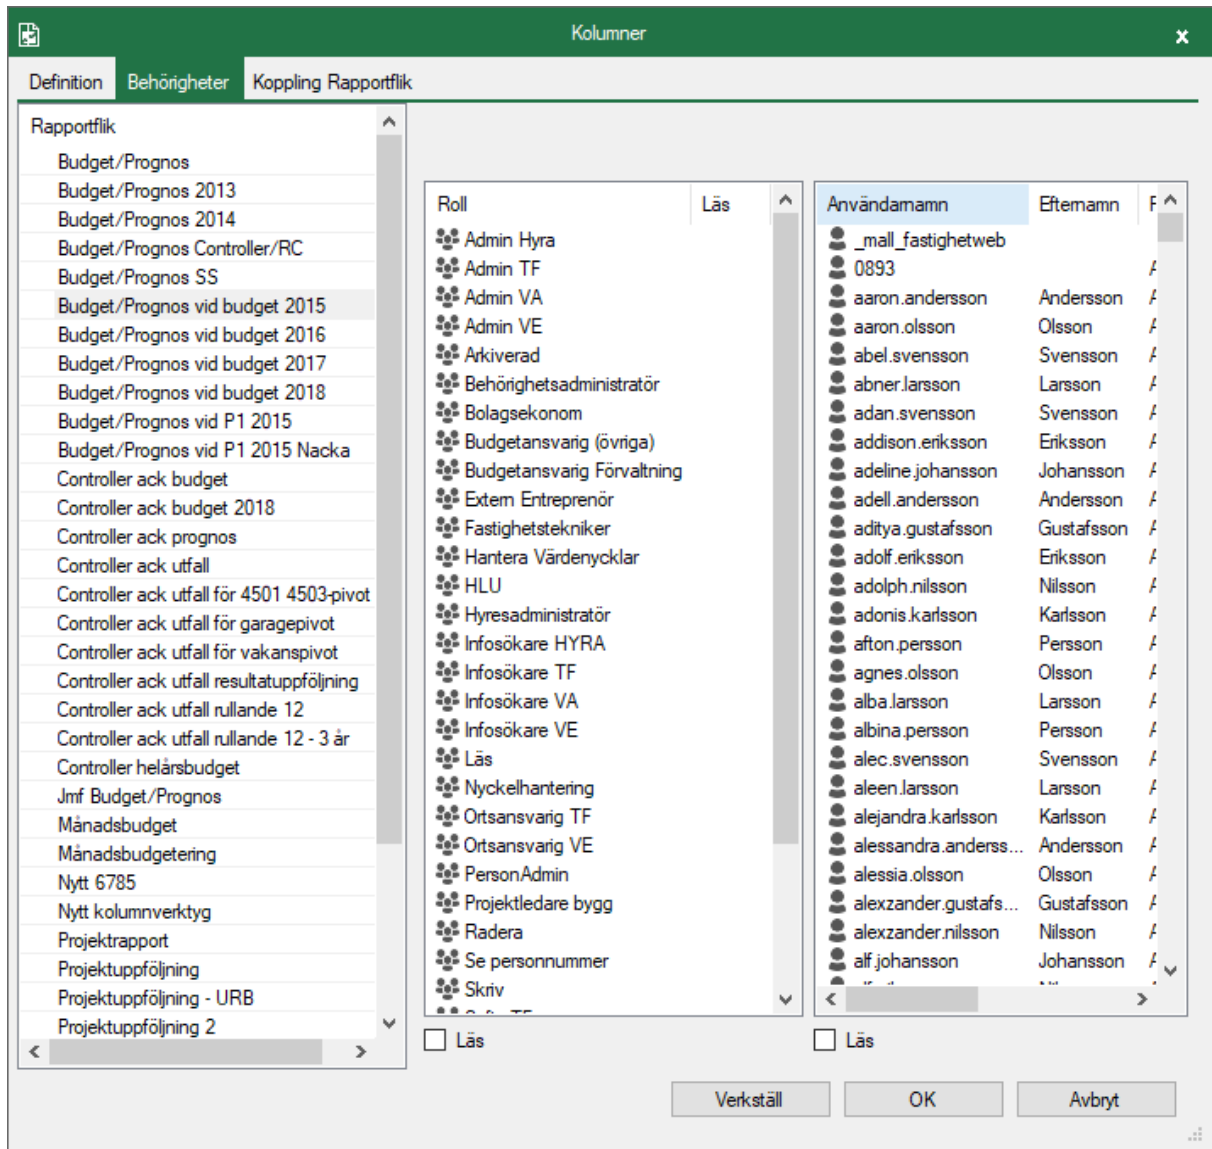 Kolumner
Definition Behörigheter Koppling Rapportflik
Rapportflik
Budget/Prognos
Budget/Prognos 2013
Budget/Prognos 2014
Budget/Prognos Controller/RC
Budget/Prognos SS
Budget/Prognos vid budget 2015
Budget/Prognos vid budget 2016
Budget/Prognos vid budget 2017
Budget/Prognos vid budget 2018
Budget/Prognos vid P1 2015
Budget/Prognos vid P1 2015 Nacka
Controller ack budget
Controller ack budget 2018
Controller ack prognos
Controller ack utfall
Controller ack utfall för 4501 4503-pivot
Controller ack utfall för garagepivot
Controller ack utfall för vakanspivot
Controller ack utfall resultatuppföljning
Controller ack utfall rullande 12
Controller ack utfall rullande 12 - 3 år
Controller helårsbudget
Jmf Budget/Prognos
Månadsbudget
Månadsbudgetering
Nytt 6785
Nytt kolumnverktyg
Projektrapport
Projektuppföljning
Projektuppföljning - URB
Projektuppföljning 2
Roll Läs
Admin Hyra
Admin TF
Admin VA
Admin VE
Arkiverad
Behörighetsadministratör
Bolagsekonom
Budgetansvarig (övriga)
Budgetansvarig Förvaltning
Extern Entreprenör
Fastighetstekniker
Hantera Värdenycklar
HLU
Hyresadministratör
Infosökare HYRA
Infosökare TF
Infosökare VA
Infosökare VE
Läs
Nyckelhantering
Ortsansvarig TF
Ortsansvarig VE
PersonAdmin
Projektledare bygg
Radera
Se personnummer
Skriv
Läs
Användarnamn Efternamn F
_mall_fastighetweb
0893 A
aaron.andersson Andersson A
aaron.olsson Olsson A
abel.svensson Svensson A
abner.larsson Larsson A
adan.svensson Svensson A
addison.eriksson Eriksson A
adeline.johansson Johansson A
adell.andersson Andersson A
aditya.gustafsson Gustafsson A
adolf.eriksson Eriksson A
adolph.nilsson Nilsson A
adonis.karlsson Karlsson A
afton.persson Persson A
agnes.olsson Olsson A
alba.larsson Larsson A
albina.persson Persson A
alec.svensson Svensson A
aleen.larsson Larsson A
alejandra.karlsson Karlsson A
alessandra.anderss... Andersson A
alessia.olsson Olsson A
alexzander.gustafs... Gustafsson A
alexzander.nilsson Nilsson A
alf.johansson Johansson A
Läs
Verkställ OK Avbryt